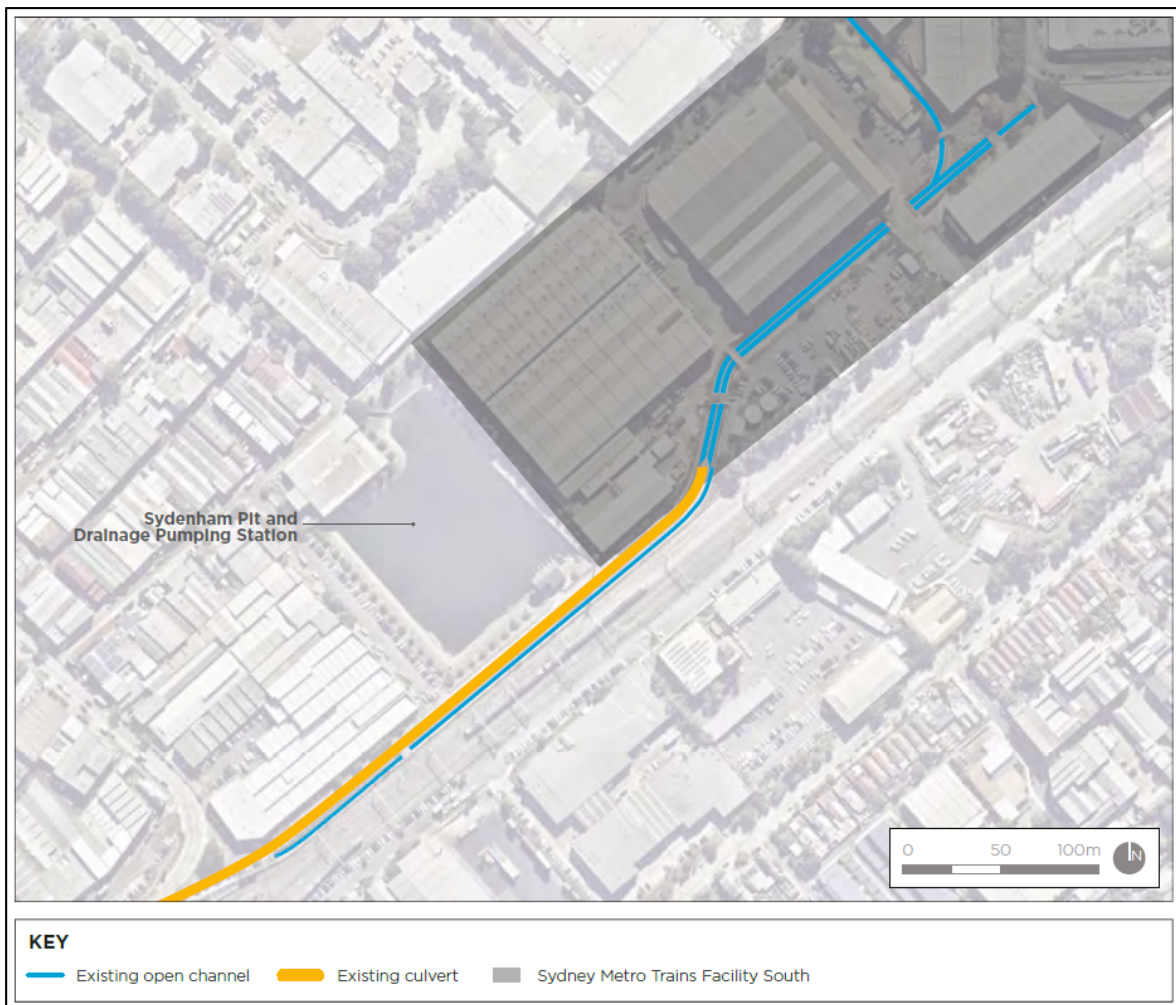 Sydenham Pit and
Drainage Pumping Station
0 50 100m
N
KEY
Existing open channel Existing culvert Sydney Metro Trains Facility South